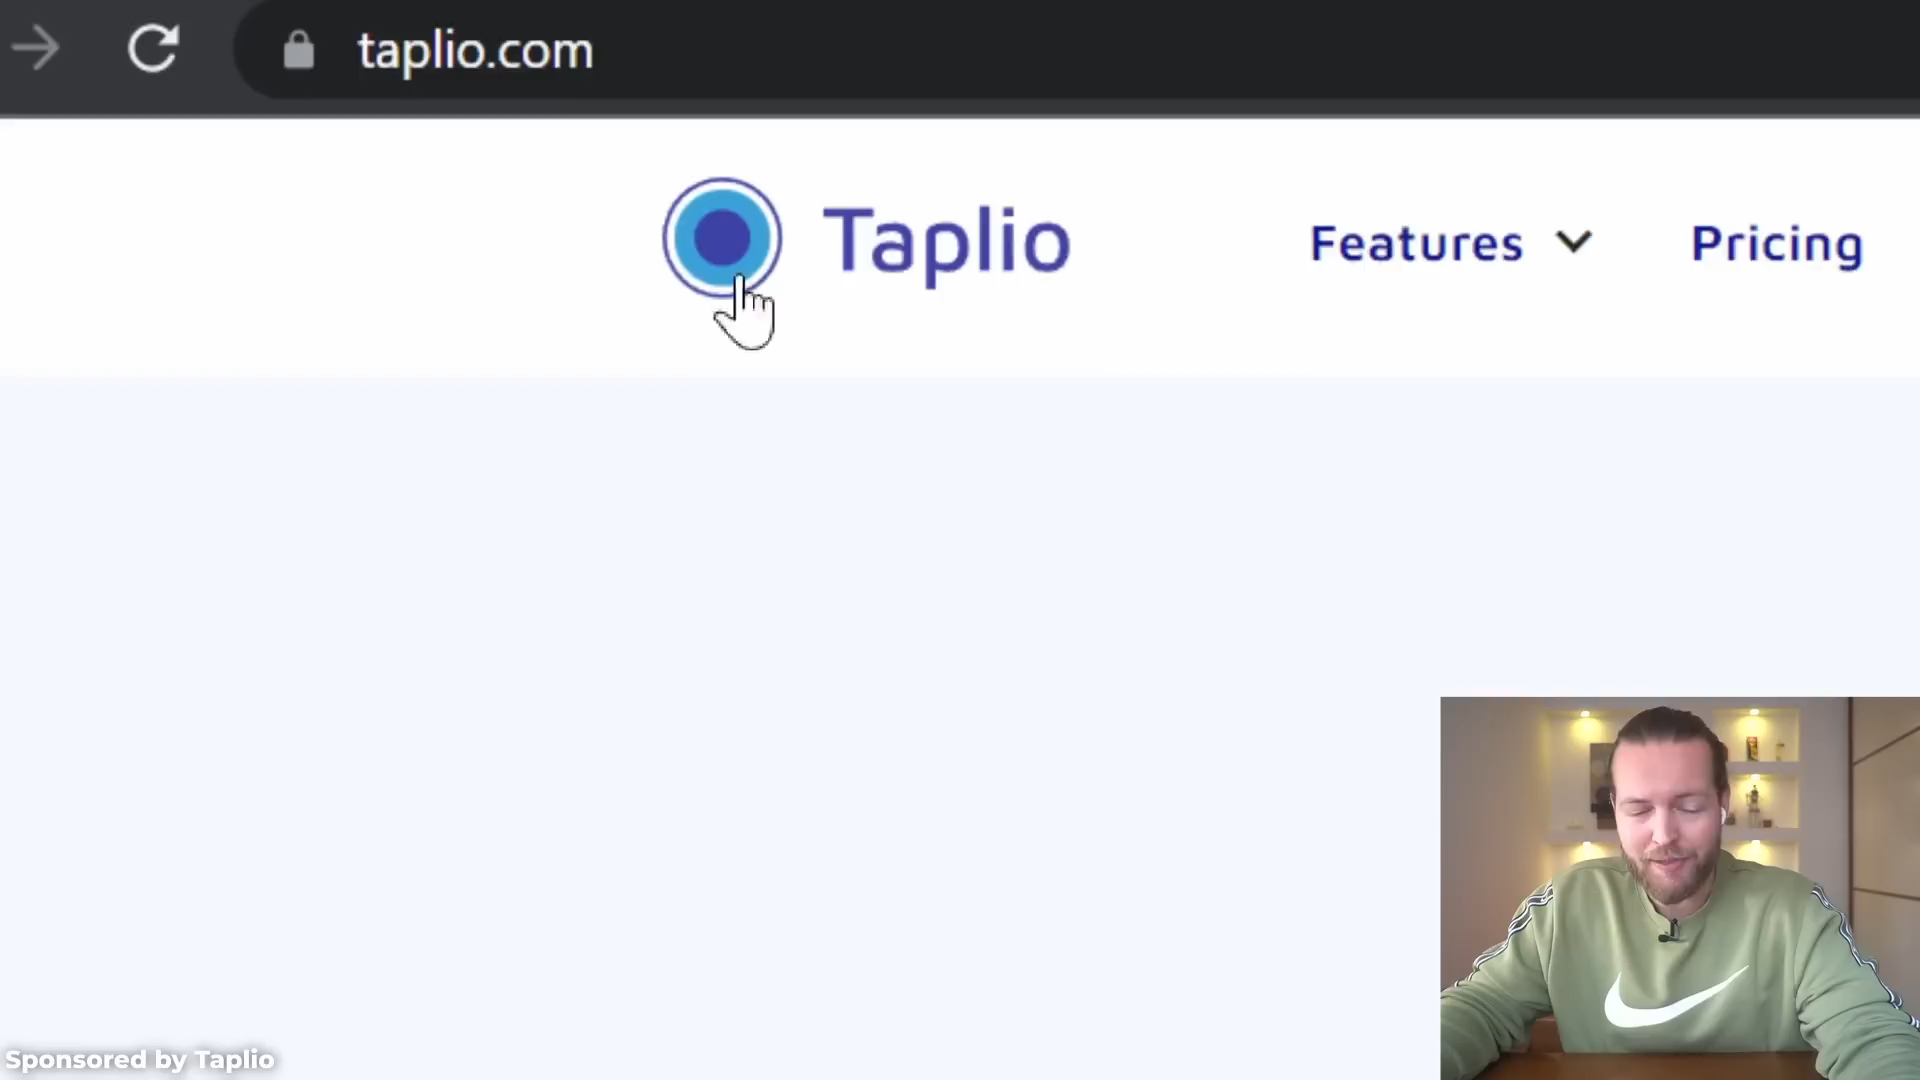 taplio.com
Taplio
Features
Pricing
Sponsored by Taplio